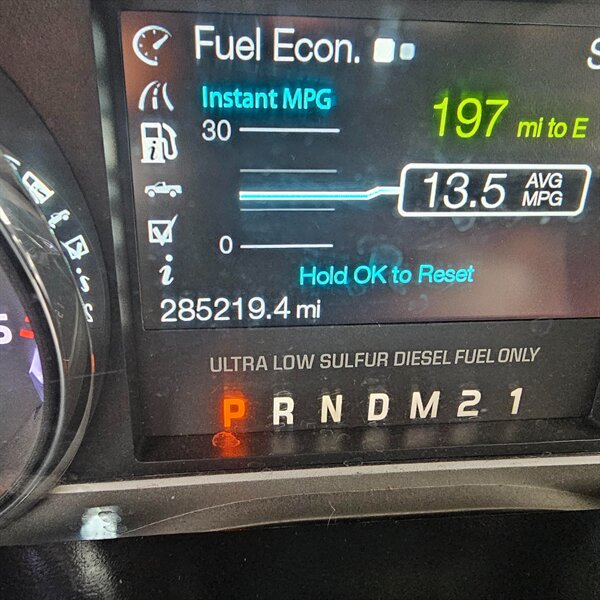 Fuel Econ.
S
Instant MPG
30
197 mi to E
13.5 AVG MPG
0
Hold OK to Reset
285219.4 mi
5
ULTRA LOW SULFUR DIESEL FUEL ONLY
P R N D M 2 1